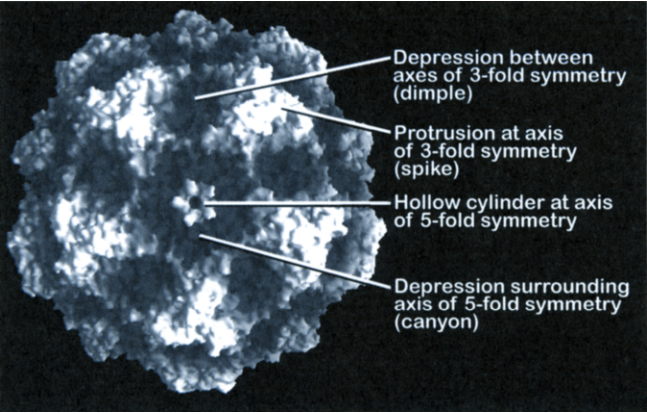 Depression between
axes of 3-fold symmetry
(dimple)
Protrusion at axis
of 3-fold symmetry
(spike)
Hollow cylinder at axis
of 5-fold symmetry
Depression surrounding
axis of 5-fold symmetry
(canyon)